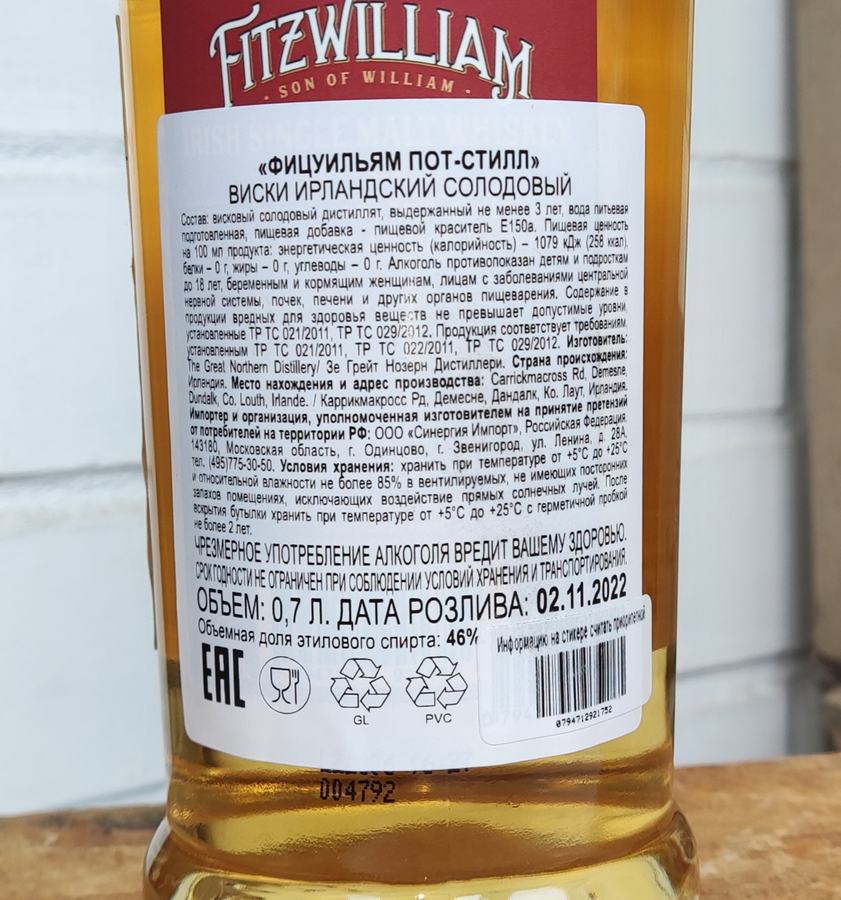 FITZWILLIAM
· SON OF WILLIAM ·
IRISH SINGLE MALT WHISKEY
«ФИЦУИЛЬЯМ ПОТ-СТИЛЛ»
ВИСКИ ИРЛАНДСКИЙ СОЛОДОВЫЙ
Состав: висковый солодовый дистиллят, выдержанный не менее 3 лет, вода питьевая
подготовленная, пищевая добавка - пищевой краситель Е150а. Пищевая ценность
на 100 мл продукта: энергетическая ценность (калорийность) – 1079 кДж (258 ккал),
белки – 0 г, жиры – 0 г, углеводы – 0 г. Алкоголь противопоказан детям и подросткам
до 18 лет, беременным и кормящим женщинам, лицам с заболеваниями центральной
нервной системы, почек, печени и других органов пищеварения. Содержание в
продукции вредных для здоровья веществ не превышает допустимые уровни,
установленные ТР ТС 021/2011, ТР ТС 029/2012. Продукция соответствует требованиям,
установленным ТР ТС 021/2011, ТР ТС 022/2011, ТР ТС 029/2012. Изготовитель:
The Great Northern Distillery/ Зе Грейт Нозерн Дистиллери. Страна происхождения:
Ирландия. Место нахождения и адрес производства: Carrickmacross Rd, Demesne,
Dundalk, Co. Louth, Irlande. / Каррикмакросс Рд, Демесне, Дандалк, Ко. Лаут, Ирландия.
Импортер и организация, уполномоченная изготовителем на принятие претензий
от потребителей на территории РФ: ООО «Синергия Импорт», Российская Федерация,
143180, Московская область, г. Одинцово, г. Звенигород, ул. Ленина, д. 28А,
тел. (495)775-30-50. Условия хранения: хранить при температуре от +5°С до +25°С
и относительной влажности не более 85% в вентилируемых, не имеющих посторонних
запахов помещениях, исключающих воздействие прямых солнечных лучей. После
вскрытия бутылки хранить при температуре от +5°С до +25°С с герметичной пробкой
не более 2 лет.
ЧРЕЗМЕРНОЕ УПОТРЕБЛЕНИЕ АЛКОГОЛЯ ВРЕДИТ ВАШЕМУ ЗДОРОВЬЮ.
СРОК ГОДНОСТИ НЕ ОГРАНИЧЕН ПРИ СОБЛЮДЕНИИ УСЛОВИЙ ХРАНЕНИЯ И ТРАНСПОРТИРОВАНИЯ.
ОБЪЕМ: 0,7 Л. ДАТА РОЗЛИВА: 02.11.2022
Объемная доля этилового спирта: 46%
Информацию на стикере считать приоритетной
EAC
GL
PVC
0794712921752
004792